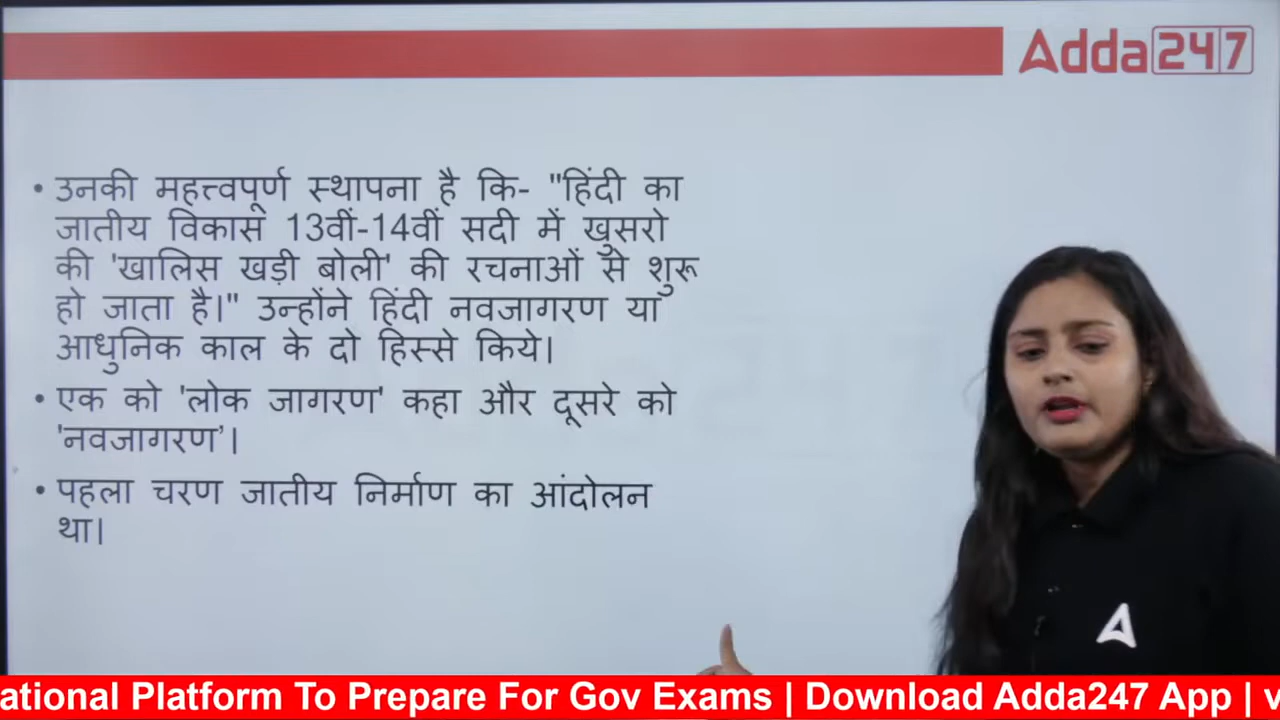 Adda247
• उनकी महत्त्वपूर्ण स्थापना है कि- "हिंदी का
जातीय विकास 13वीं-14वीं सदी में खुसरो
की 'खालिस खड़ी बोली' की रचनाओं से शुरू
हो जाता है।" उन्होंने हिंदी नवजागरण या
आधुनिक काल के दो हिस्से किये।
• एक को 'लोक जागरण' कहा और दूसरे को
'नवजागरण'।
• पहला चरण जातीय निर्माण का आंदोलन
था।
ational Platform To Prepare For Gov Exams | Download Adda247 App | v